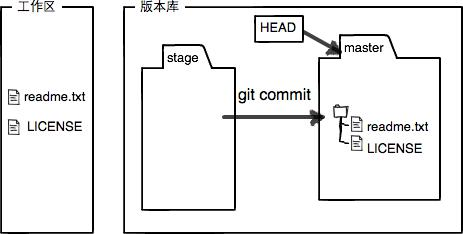 工作区
readme.txt
LICENSE
版本库
stage
git commit
HEAD
master
readme.txt
LICENSE